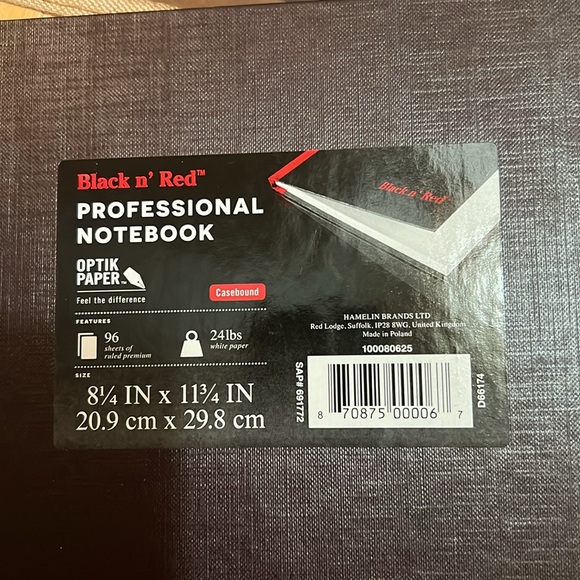 Black n' Red™
PROFESSIONAL
NOTEBOOK
OPTIK
PAPER™
Feel the difference
Casebound
Black n' Red
FEATURES
96
sheets of
ruled premium
24lbs
white paper
SIZE
8¼ IN x 11¾ IN
20.9 cm x 29.8 cm
HAMELIN BRANDS LTD
Red Lodge, Suffolk, IP28 8WG, United Kingdom
Made in Poland
100080625
SAP# 691772
8 70875 00006 7
D66174